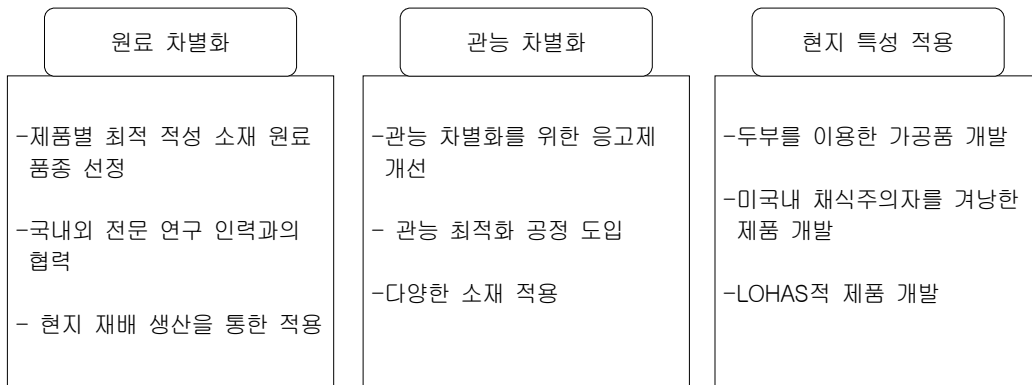 원료 차별화
-제품별 최적 적성 소재 원료
품종 선정
-국내외 전문 연구 인력과의
협력
- 현지 재배 생산을 통한 적용
관능 차별화
-관능 차별화를 위한 응고제
개선
- 관능 최적화 공정 도입
-다양한 소재 적용
현지 특성 적용
-두부를 이용한 가공품 개발
-미국내 채식주의자를 겨냥한
제품 개발
-LOHAS적 제품 개발